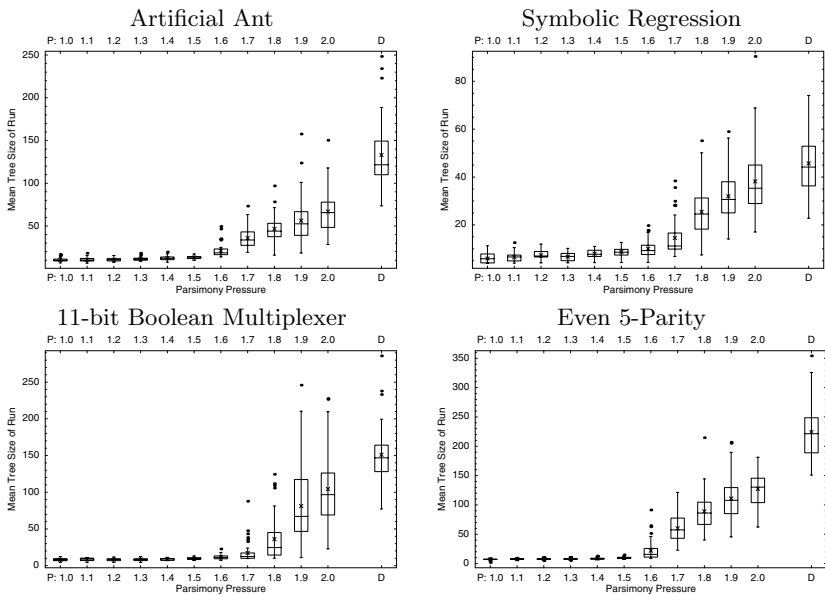 Artificial Ant
P: 1.0 1.1 1.2 1.3 1.4 1.5 1.6 1.7 1.8 1.9 2.0 D
250
200
150
100
50
Mean Tree Size of Run
P: 1.0 1.1 1.2 1.3 1.4 1.5 1.6 1.7 1.8 1.9 2.0 D
Parsimony Pressure
Symbolic Regression
P: 1.0 1.1 1.2 1.3 1.4 1.5 1.6 1.7 1.8 1.9 2.0 D
80
60
40
20
Mean Tree Size of Run
P: 1.0 1.1 1.2 1.3 1.4 1.5 1.6 1.7 1.8 1.9 2.0 D
Parsimony Pressure
11-bit Boolean Multiplexer
P: 1.0 1.1 1.2 1.3 1.4 1.5 1.6 1.7 1.8 1.9 2.0 D
250
200
150
100
50
0
Mean Tree Size of Run
P: 1.0 1.1 1.2 1.3 1.4 1.5 1.6 1.7 1.8 1.9 2.0 D
Parsimony Pressure
Even 5-Parity
P: 1.0 1.1 1.2 1.3 1.4 1.5 1.6 1.7 1.8 1.9 2.0 D
350
300
250
200
150
100
50
0
Mean Tree Size of Run
P: 1.0 1.1 1.2 1.3 1.4 1.5 1.6 1.7 1.8 1.9 2.0 D
Parsimony Pressure